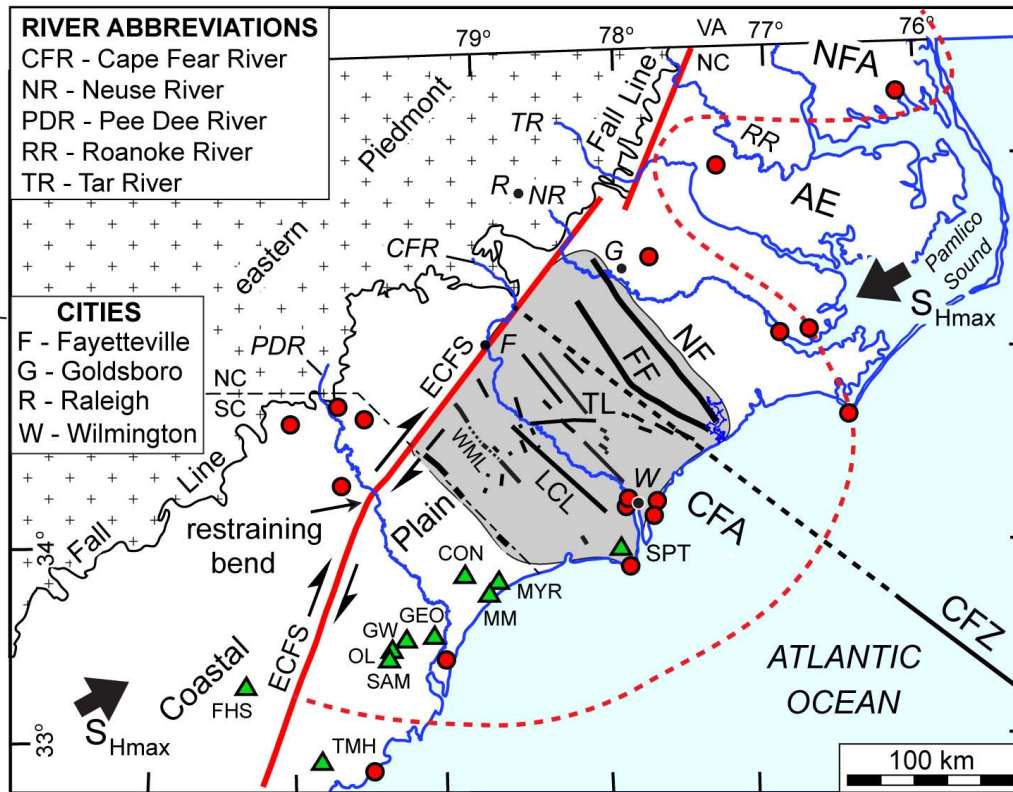 RIVER ABBREVIATIONS
CFR - Cape Fear River
NR - Neuse River
PDR - Pee Dee River
RR - Roanoke River
TR - Tar River
CITIES
F - Fayetteville
G - Goldsboro
R - Raleigh
W - Wilmington
79°
78°
VA
NC
77°
76°
NFA
Piedmont
Fall Line
TR
RR
R
NR
AE
Pamlico
Sound
eastern
CFR
G
SHmax
PDR
ECFS
F
NF
FF
NC
SC
TL
WML
LCL
W
CFA
Fall
Line
restraining
bend
Plain
34°
CON
SPT
MYR
MM
GEO
GW
OL
SAM
CFZ
ATLANTIC
OCEAN
Coastal
ECFS
FHS
SHmax
33°
TMH
100 km